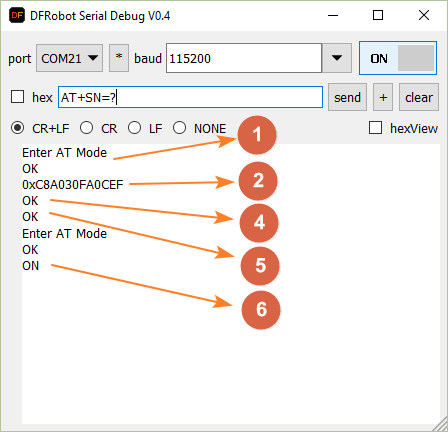 DF DFRobot Serial Debug V0.4
port COM21 * baud 115200 ON
hex AT+SN=? send + clear
CR+LF CR LF NONE hexView
Enter AT Mode
1
OK
0xC8A030FA0CEF
2
OK
4
OK
Enter AT Mode
OK
5
ON
6